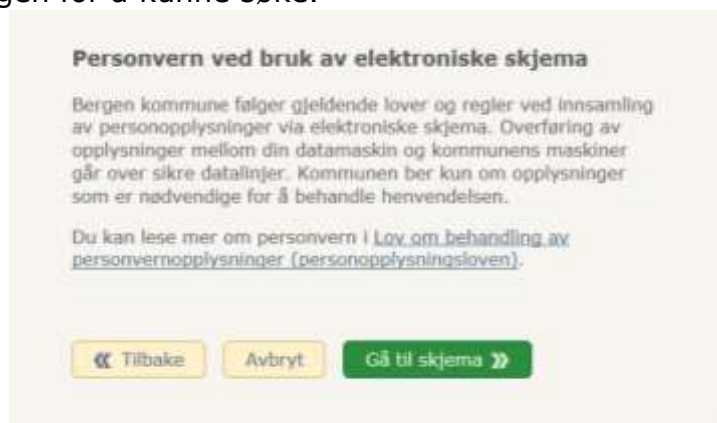 for å kunne søke.
Personvern ved bruk av elektroniske skjema
Bergen kommune følger gjeldende lover og regler ved innsamling
av personopplysninger via elektroniske skjema. Overføring av
opplysninger mellom din datamaskin og kommunens maskiner
går over sikre datalinjer. Kommunen ber kun om opplysninger
som er nødvendige for å behandle henvendelsen.
Du kan lese mer om personvern i Lov om behandling av
personvernopplysninger (personopplysningsloven).
« Tilbake Avbryt Gå til skjema »